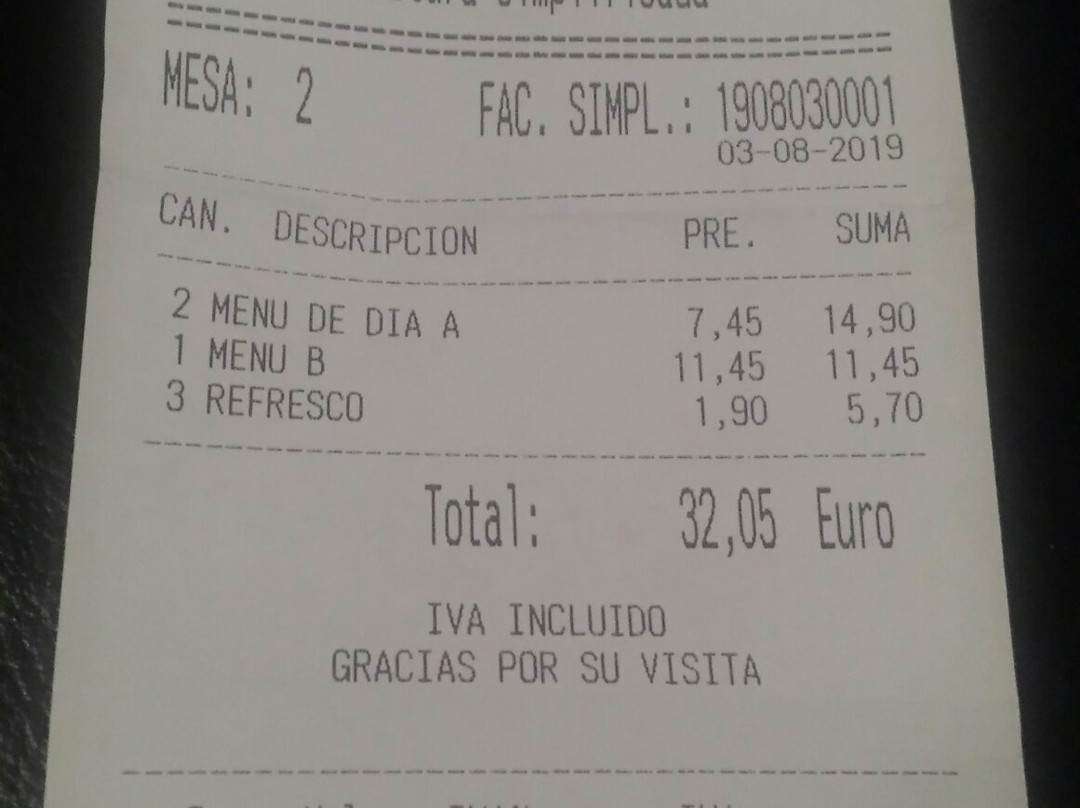 MESA: 2 FAC. SIMPL.: 1908030001
03-08-2019
CAN. DESCRIPCION PRE. SUMA
2 MENU DE DIA A 7,45 14,90
1 MENU B 11,45 11,45
3 REFRESCO 1,90 5,70
Total: 32,05 Euro
IVA INCLUIDO
GRACIAS POR SU VISITA